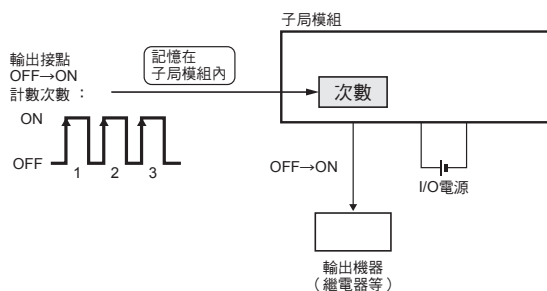 子局模組
輸出接點
OFF→ON
計數次數：
記憶在
子局模組內
次數
ON
OFF
1 2 3
OFF→ON
I/O電源
輸出機器
（繼電器等）